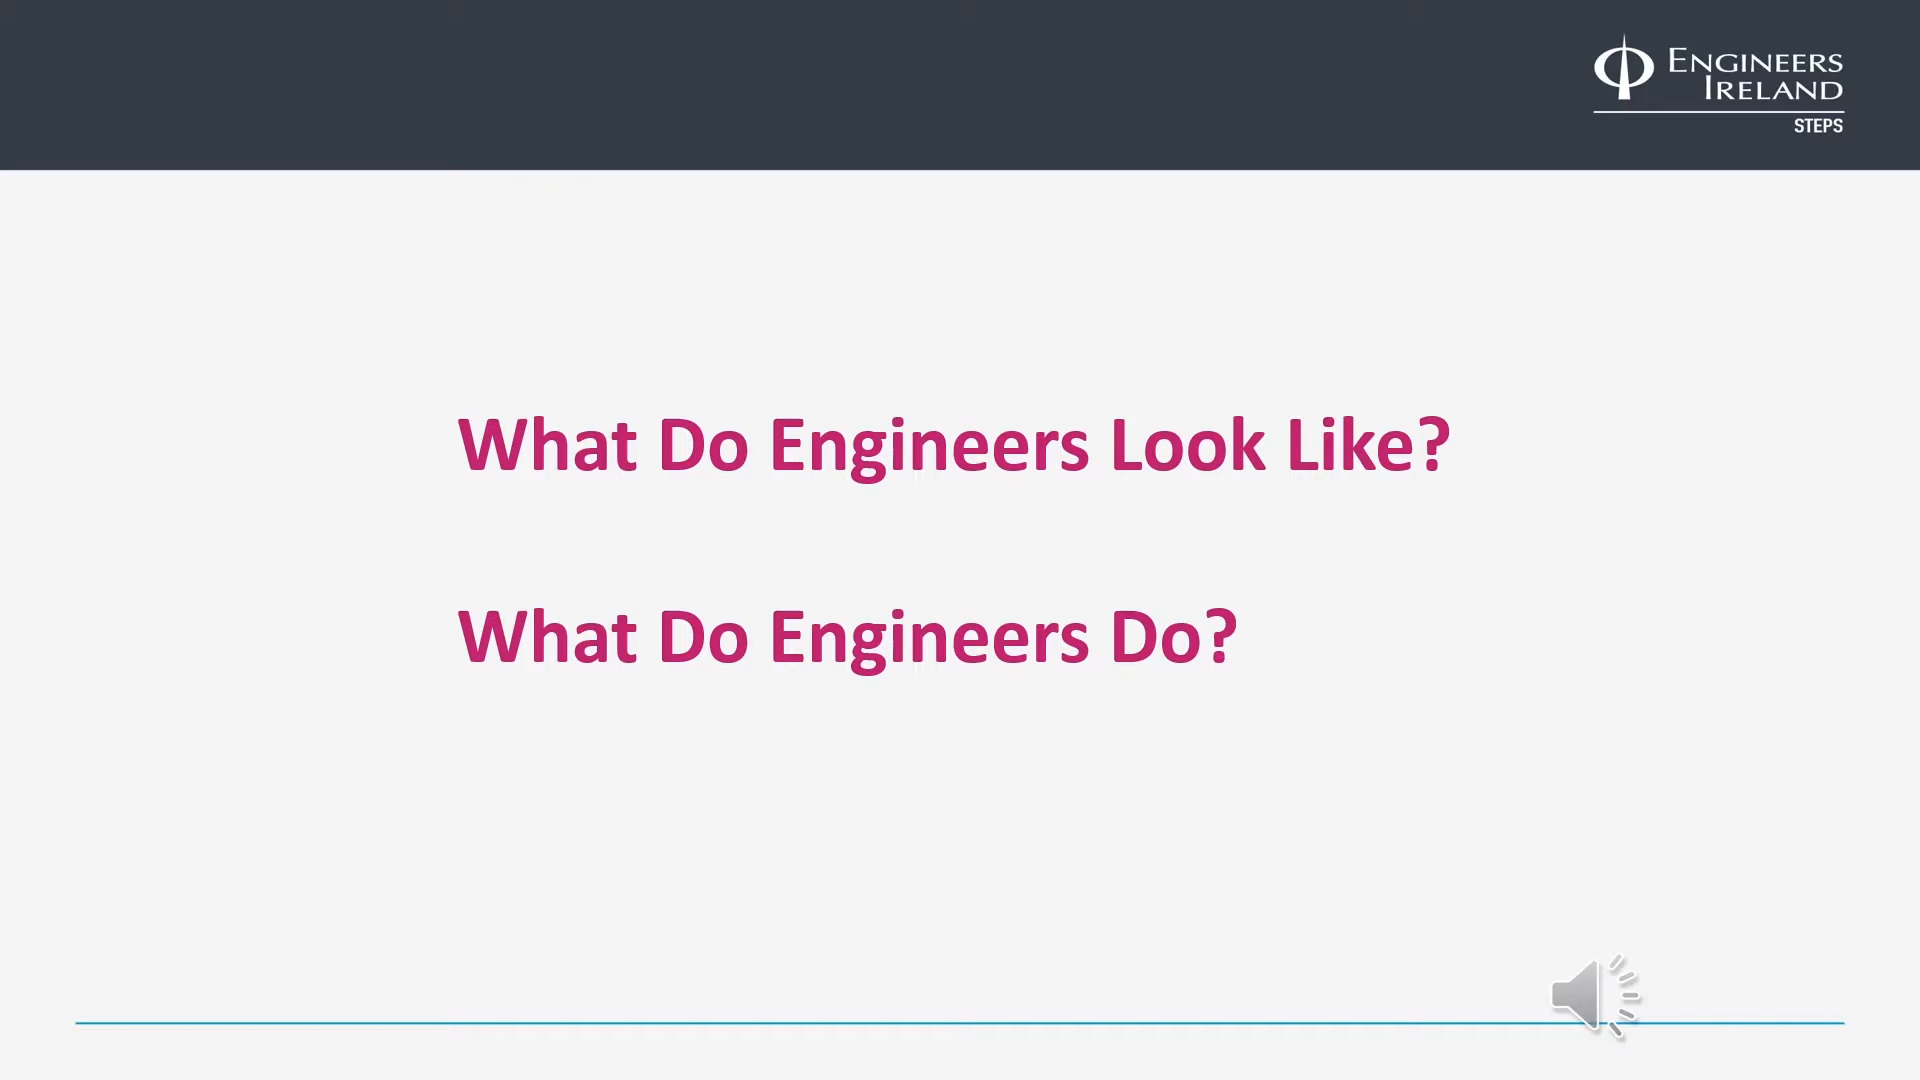 ENGINEERS
IRELAND
STEPS
What Do Engineers Look Like?
What Do Engineers Do?